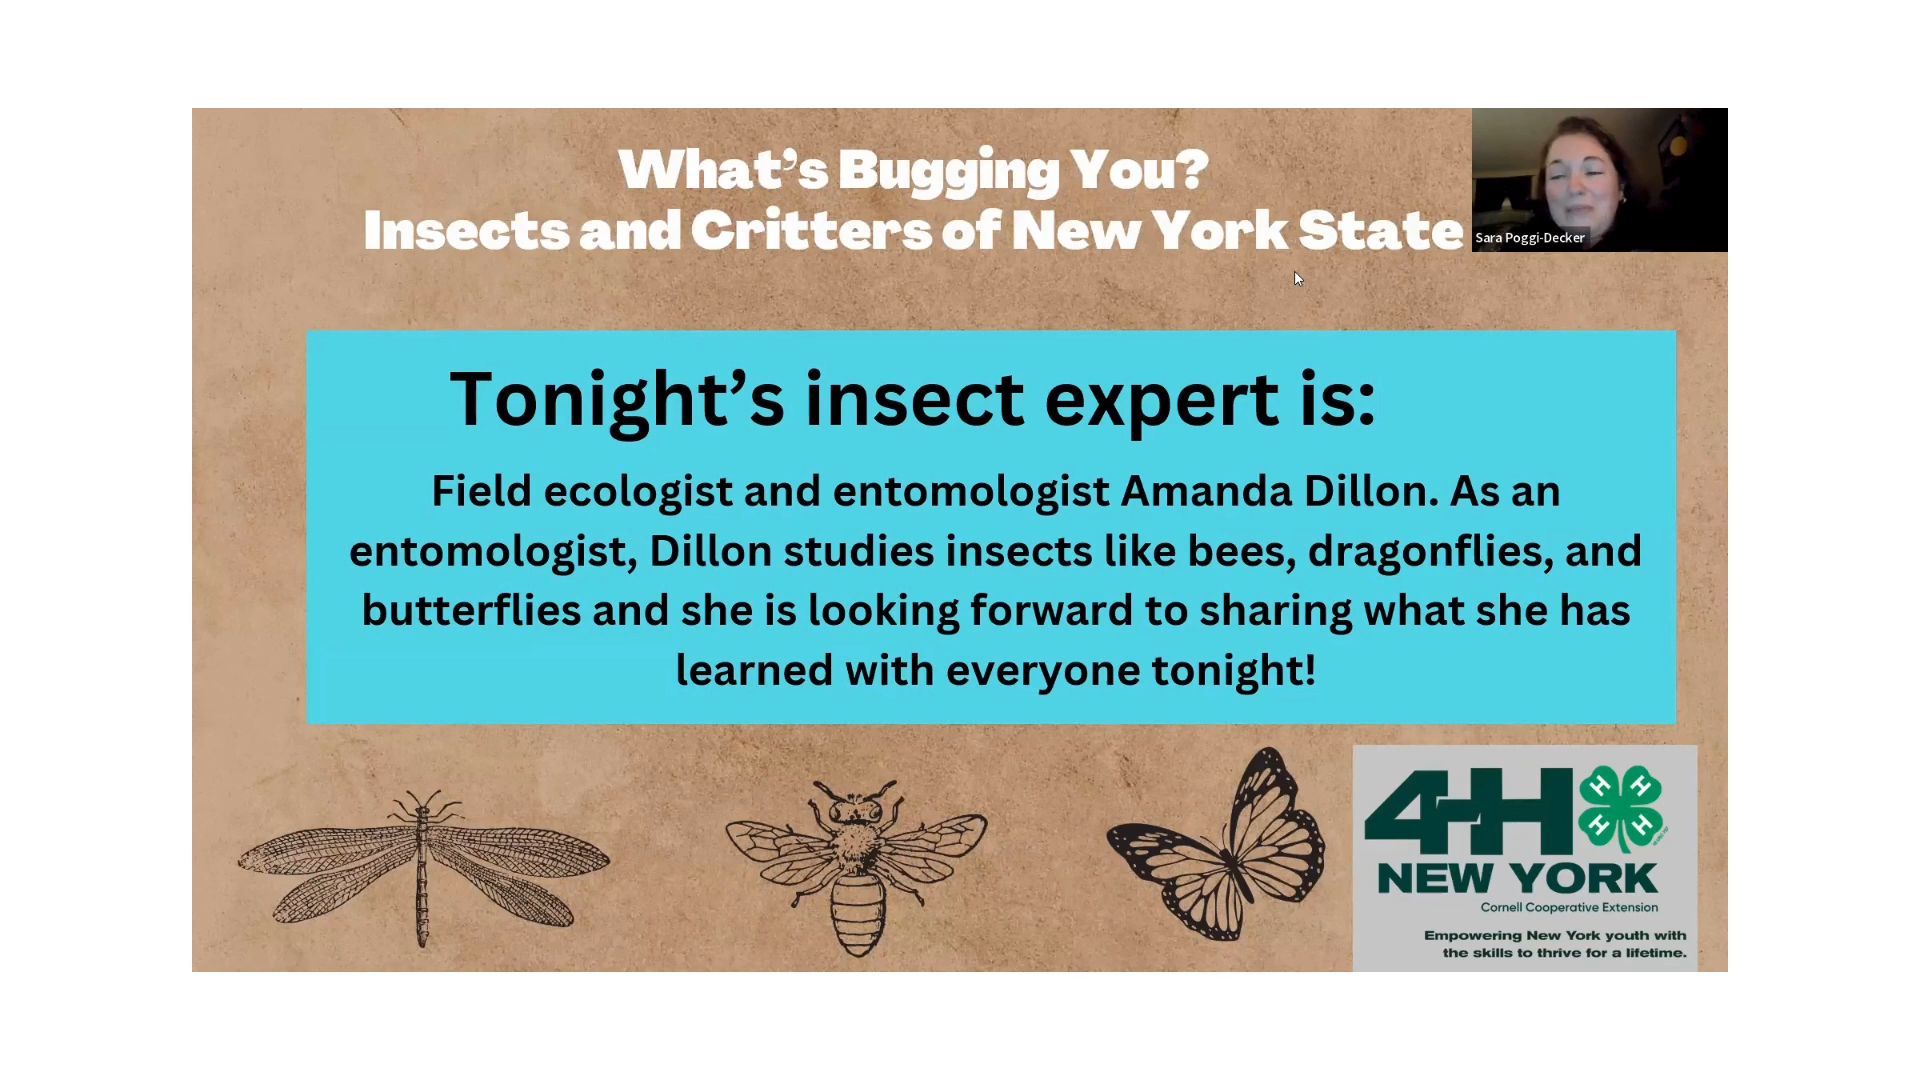 What's Bugging You?
Insects and Critters of New York State
Sara Poggi-Decker
Tonight's insect expert is:
Field ecologist and entomologist Amanda Dillon. As an
entomologist, Dillon studies insects like bees, dragonflies, and
butterflies and she is looking forward to sharing what she has
learned with everyone tonight!
4-H
H H
H H
NEW YORK
Cornell Cooperative Extension
Empowering New York youth with
the skills to thrive for a lifetime.